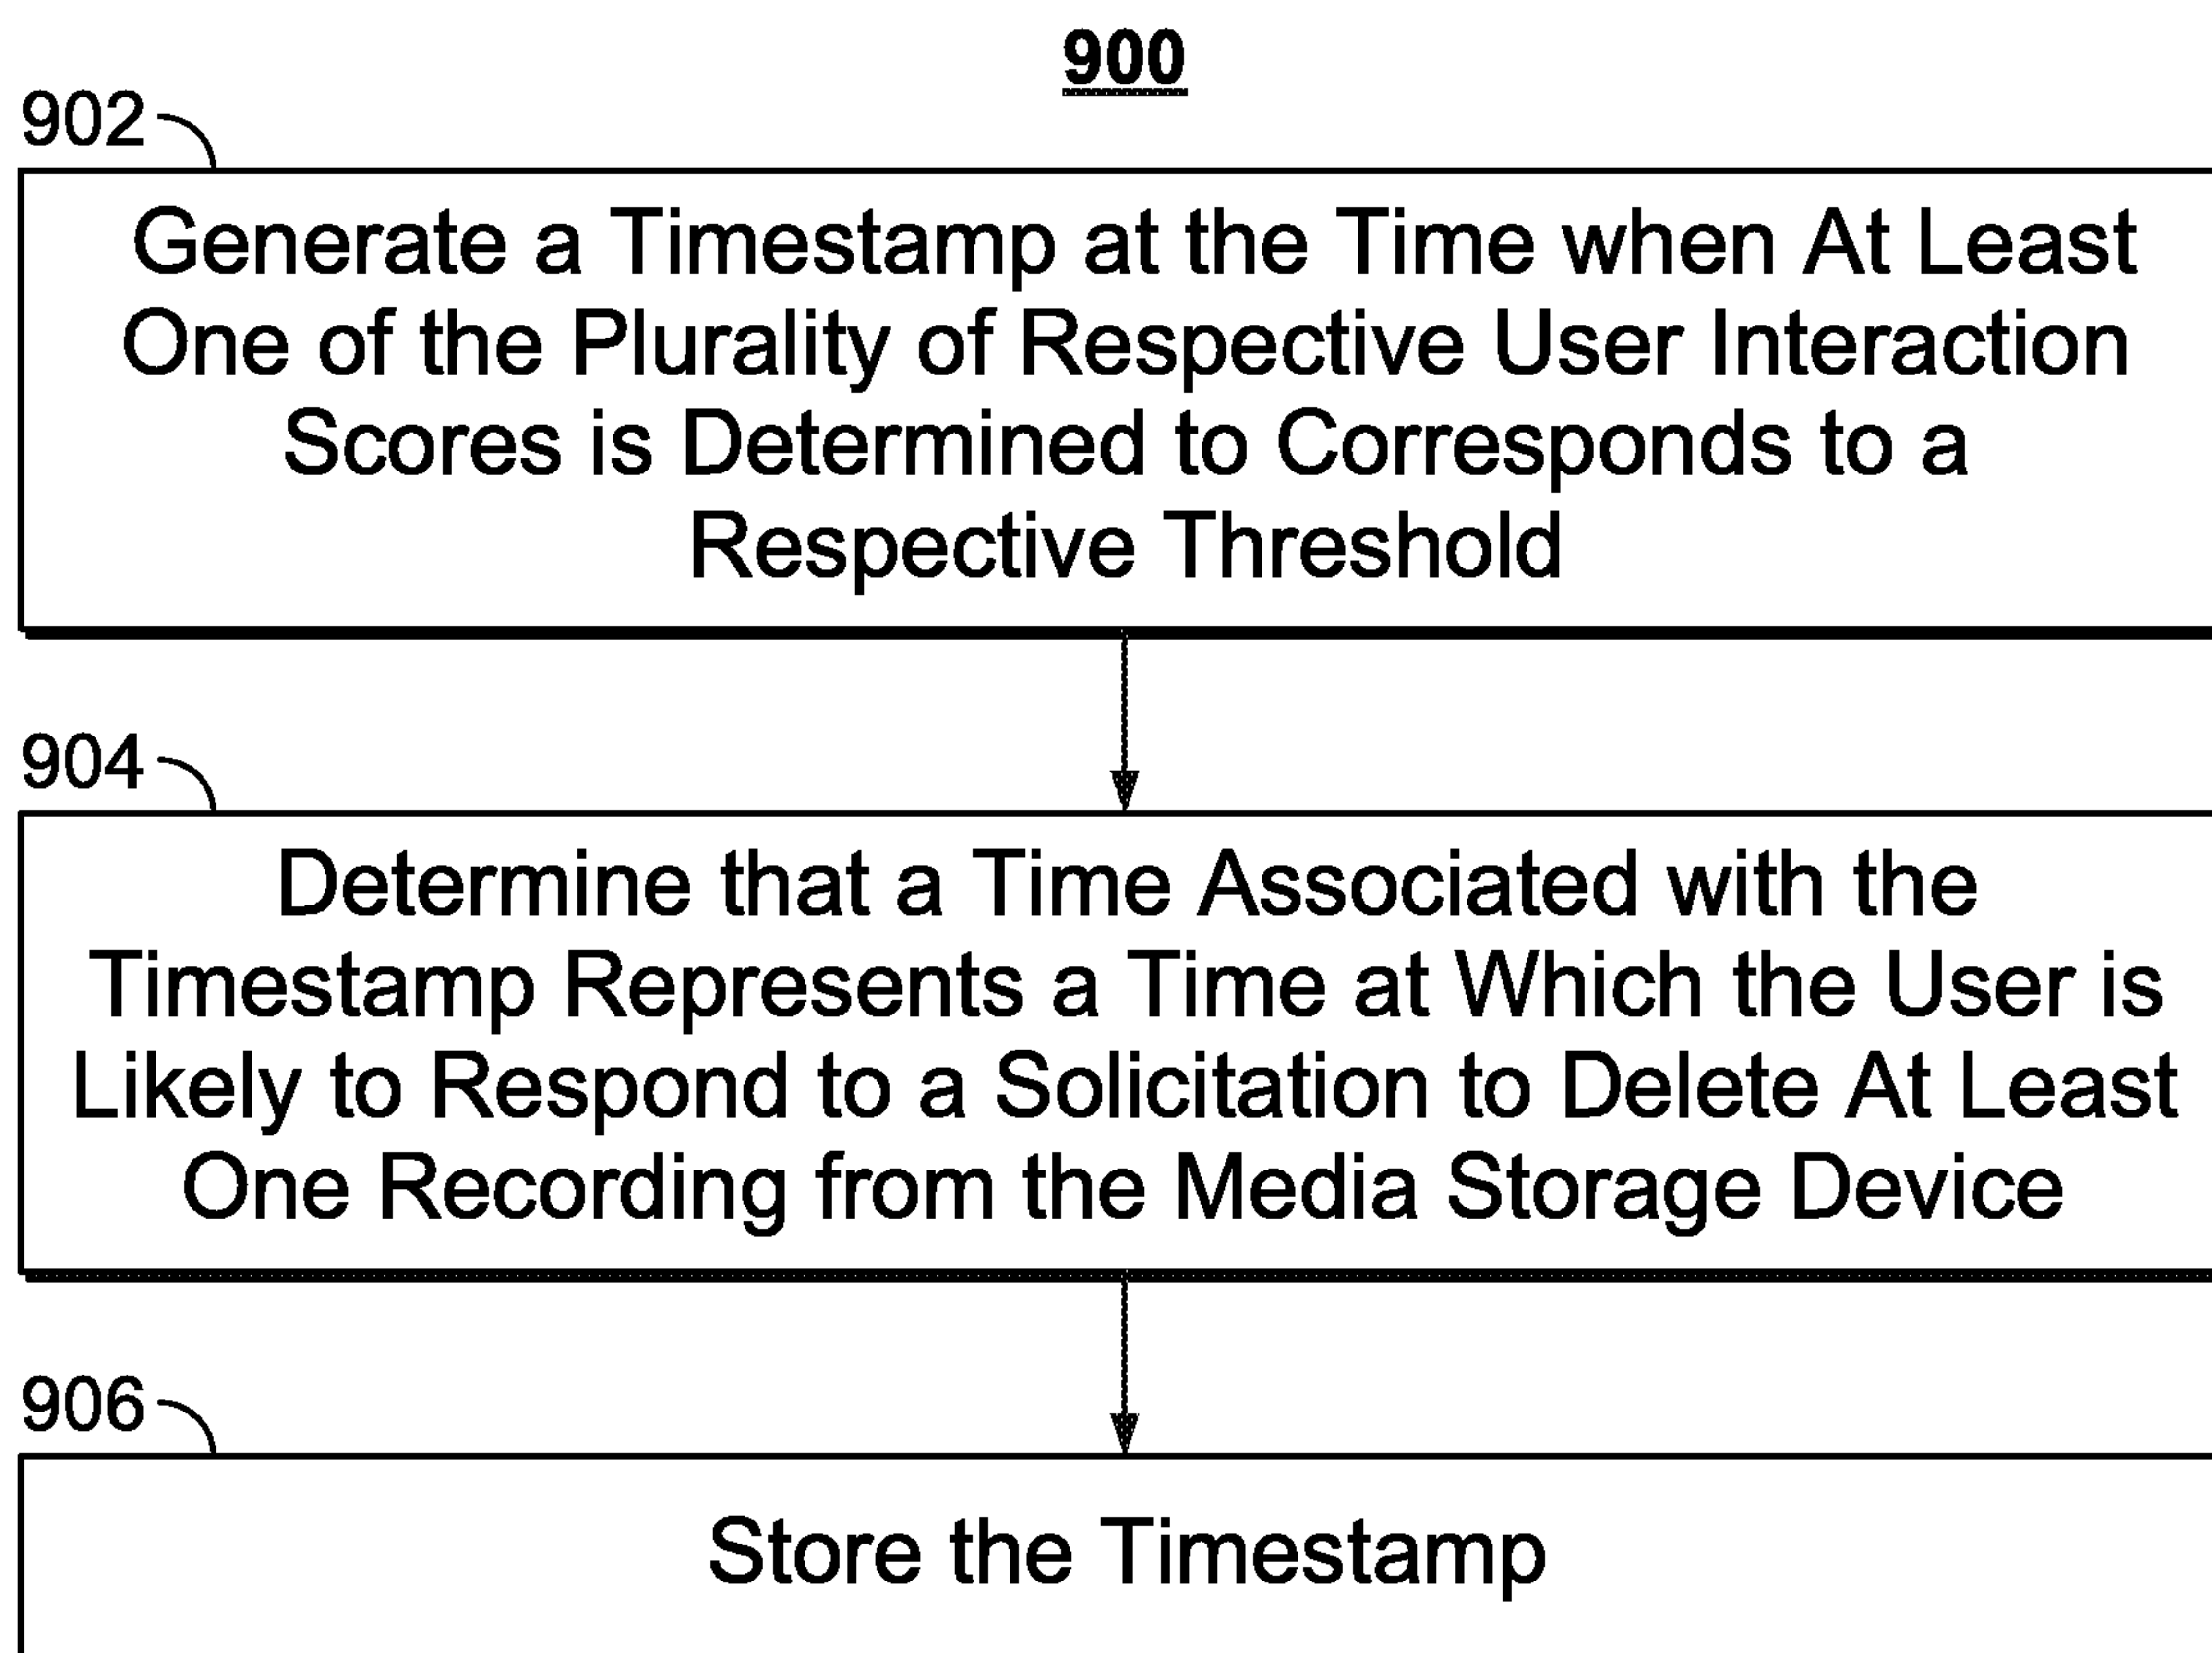 900
902
Generate a Timestamp at the Time when At Least
One of the Plurality of Respective User Interaction
Scores is Determined to Corresponds to a
Respective Threshold
904
Determine that a Time Associated with the
Timestamp Represents a Time at Which the User is
Likely to Respond to a Solicitation to Delete At Least
One Recording from the Media Storage Device
906
Store the Timestamp